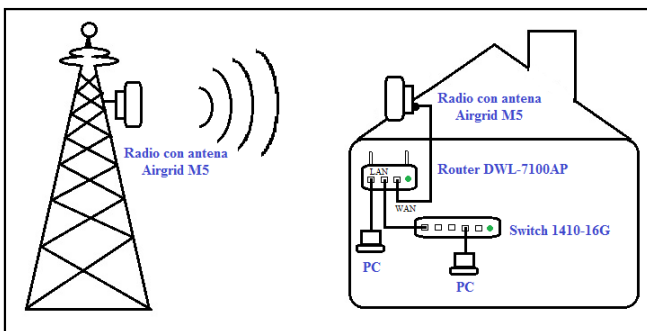 Radio con antena
Airgrid M5
Radio con antena
Airgrid M5
LAN
Router DWL-7100AP
WAN
Switch 1410-16G
PC
PC